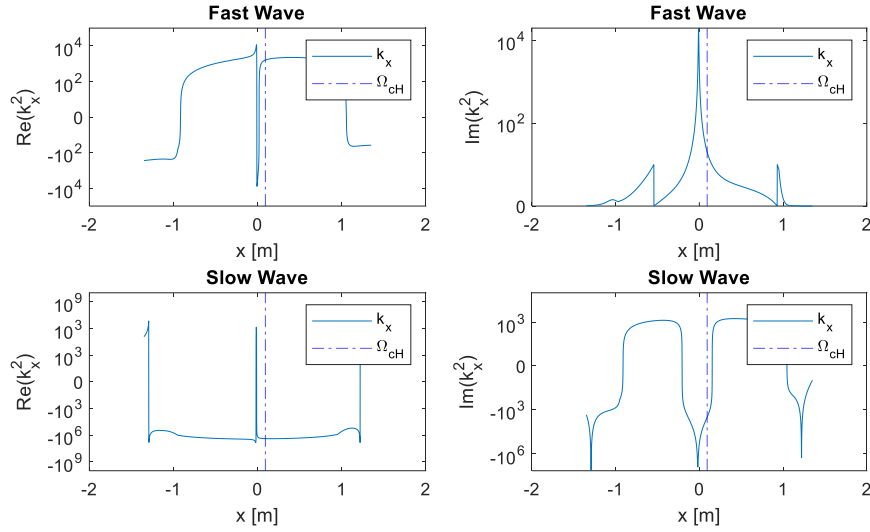 Fast Wave
Re(k_x^2)
10^4
10^2
0
-10^2
-10^4
-2 -1 0 1 2
x [m]
k_x
Ω_cH
Fast Wave
Im(k_x^2)
10^4
10^2
0
-2 -1 0 1 2
x [m]
k_x
Ω_cH
Slow Wave
Re(k_x^2)
10^9
10^6
10^3
0
-10^3
-10^6
-10^9
-2 -1 0 1 2
x [m]
k_x
Ω_cH
Slow Wave
Im(k_x^2)
10^3
0
-10^3
-10^6
-2 -1 0 1 2
x [m]
k_x
Ω_cH